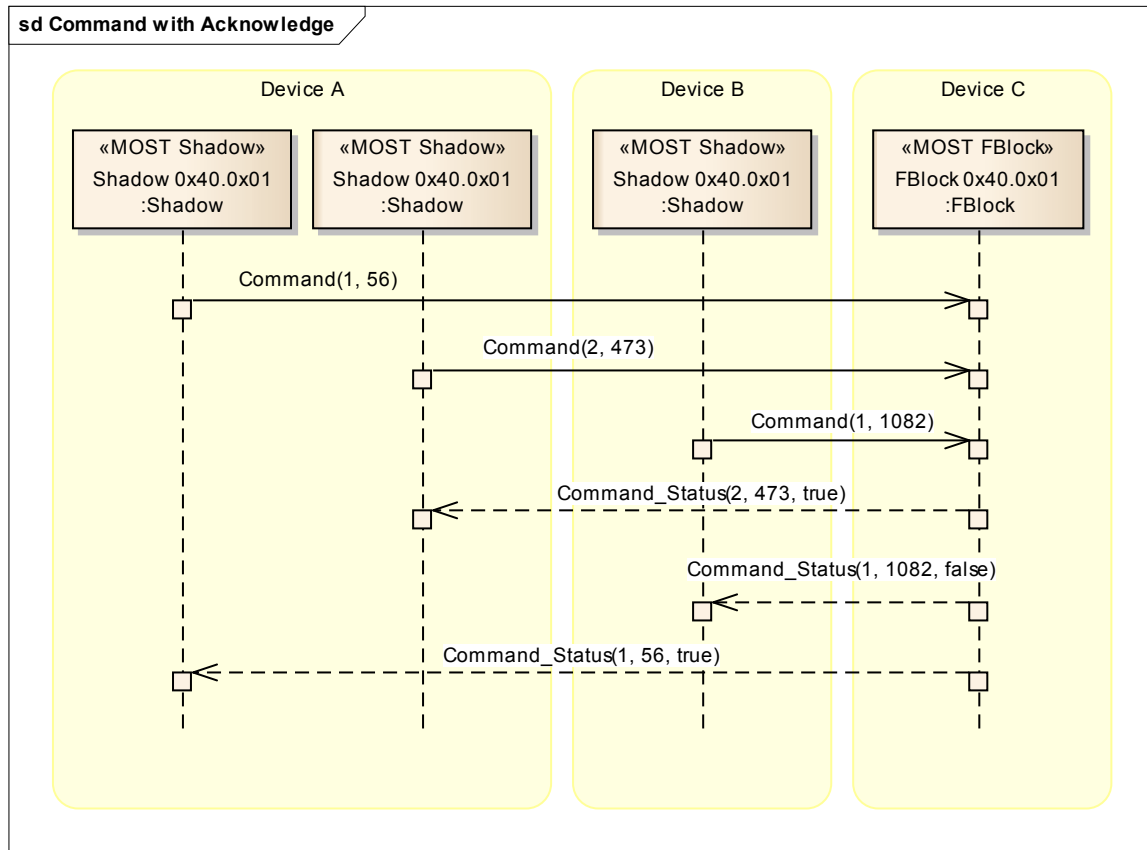 sd Command with Acknowledge
Device A
Device B
Device C
«MOST Shadow»
Shadow 0x40.0x01
:Shadow
«MOST Shadow»
Shadow 0x40.0x01
:Shadow
«MOST Shadow»
Shadow 0x40.0x01
:Shadow
«MOST FBlock»
FBlock 0x40.0x01
:FBlock
Command(1, 56)
Command(2, 473)
Command(1, 1082)
Command_Status(2, 473, true)
Command_Status(1, 1082, false)
Command_Status(1, 56, true)